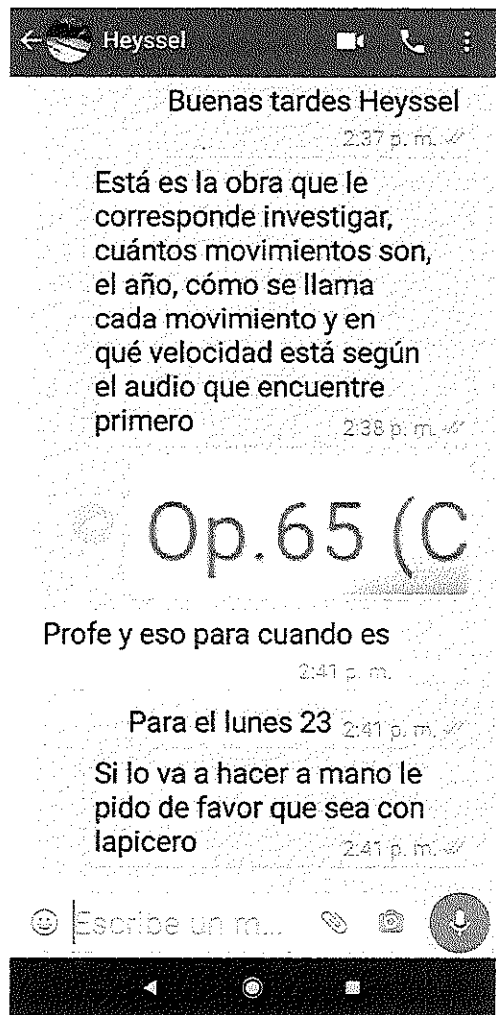 Heyssel
Buenas tardes Heyssel
2:37 p. m.
Está es la obra que le
corresponde investigar,
cuántos movimientos son,
el año, cómo se llama
cada movimiento y en
qué velocidad está según
el audio que encuentre
primero
2:38 p. m.
Op.65 (C
Profe y eso para cuando es
2:41 p. m.
Para el lunes 23
2:41 p. m.
Si lo va a hacer a mano le
pido de favor que sea con
lapicero
2:41 p. m.
Escribe un m...